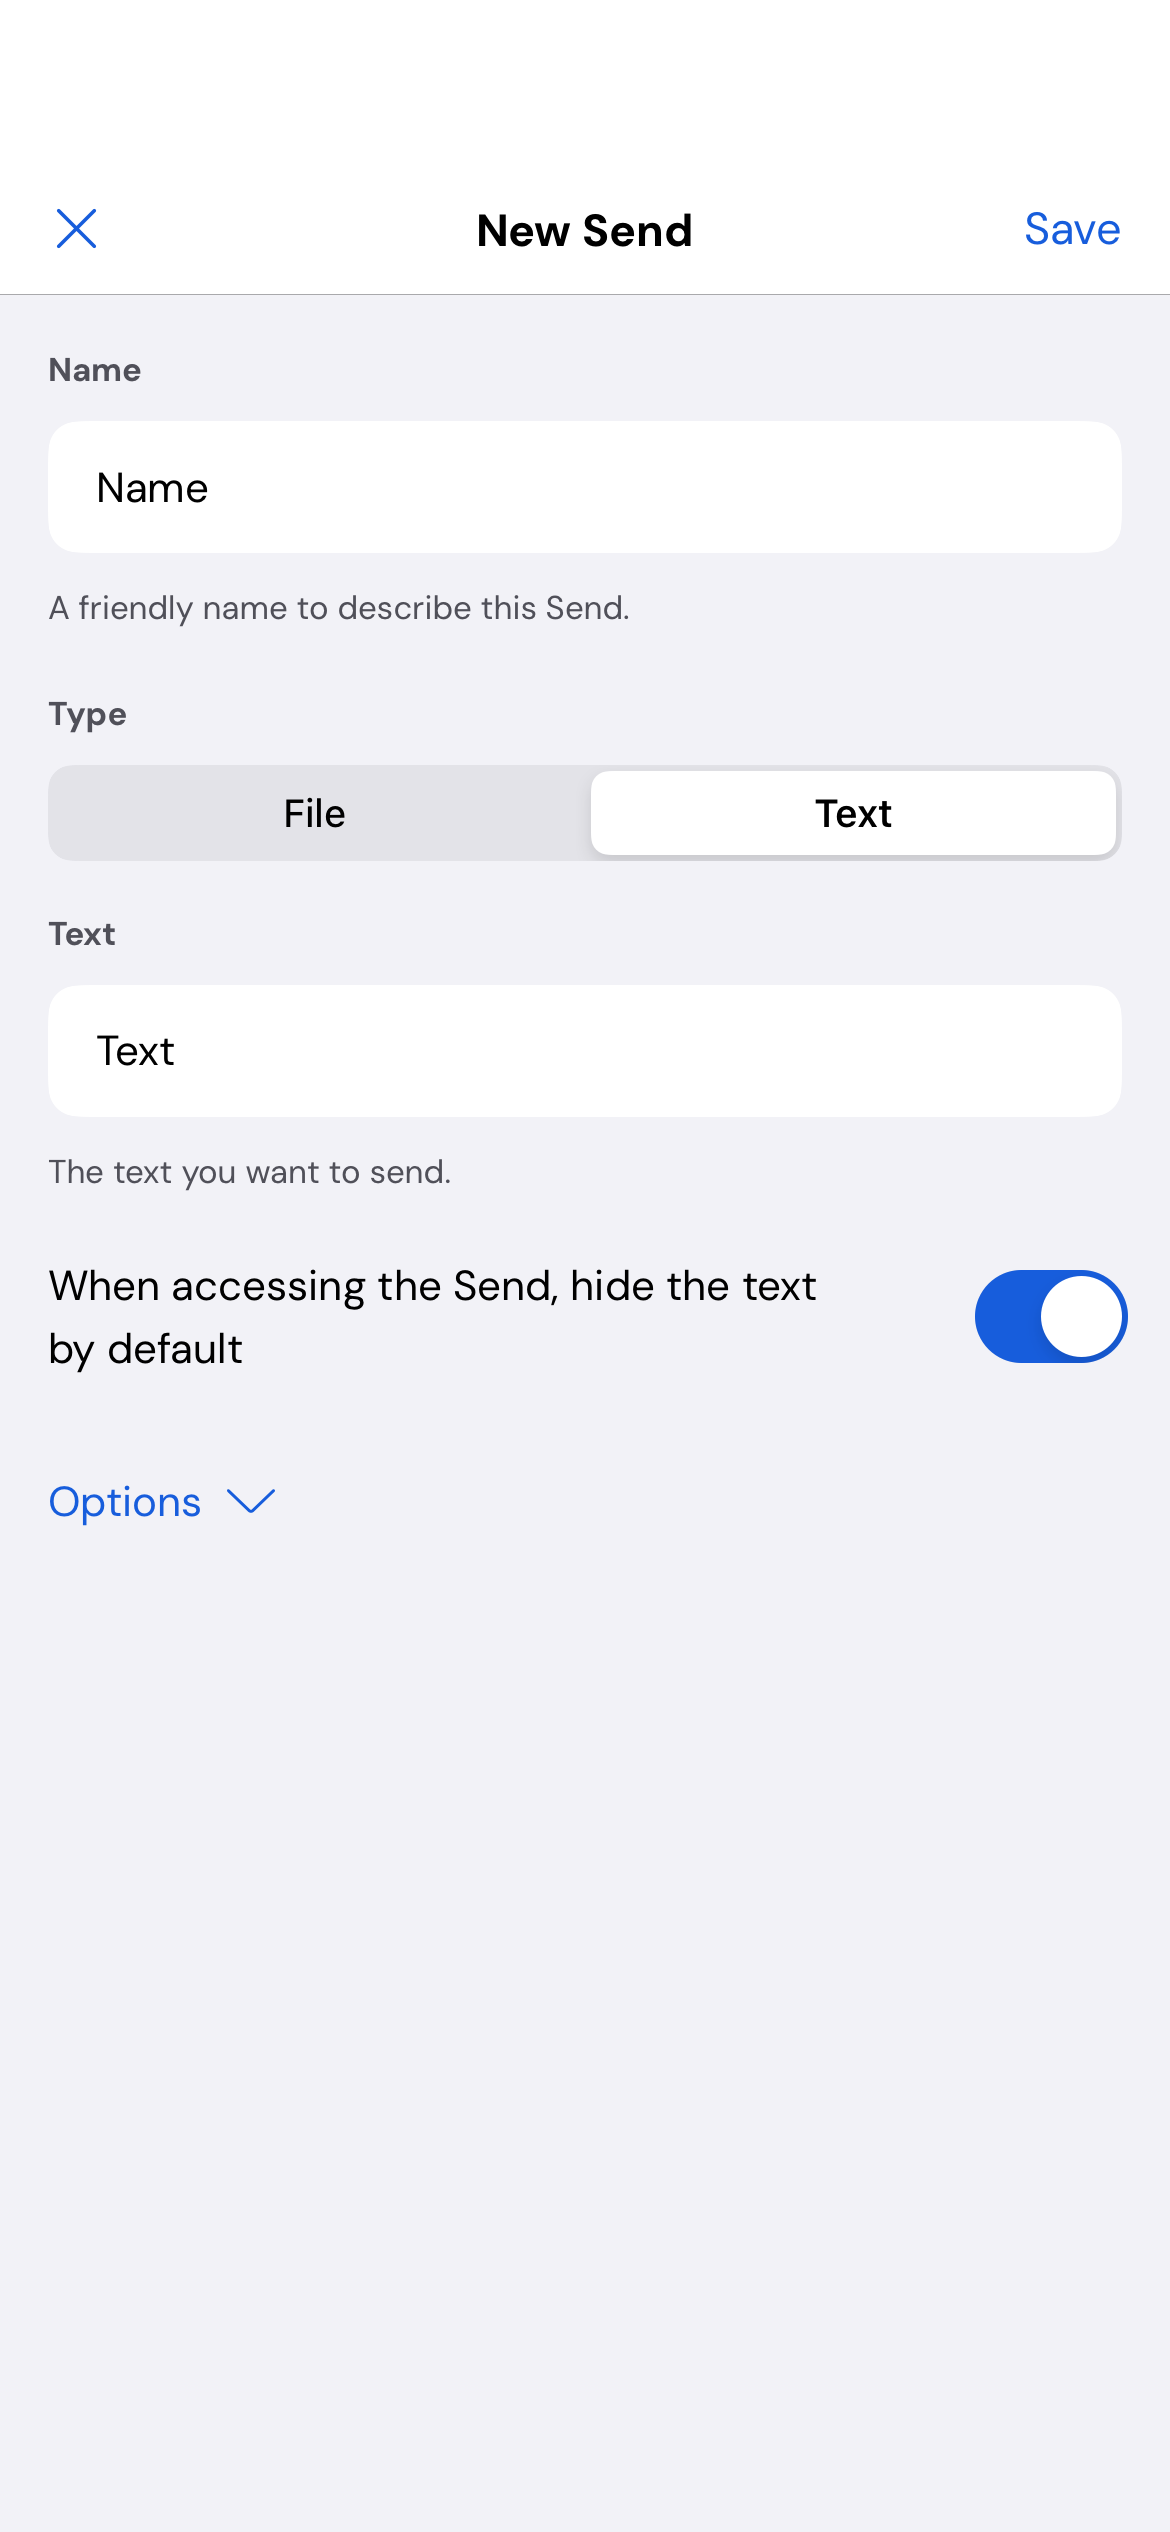 New Send
Save
Name
Name
A friendly name to describe this Send.
Type
File
Text
Text
Text
The text you want to send.
When accessing the Send, hide the text
by default
Options